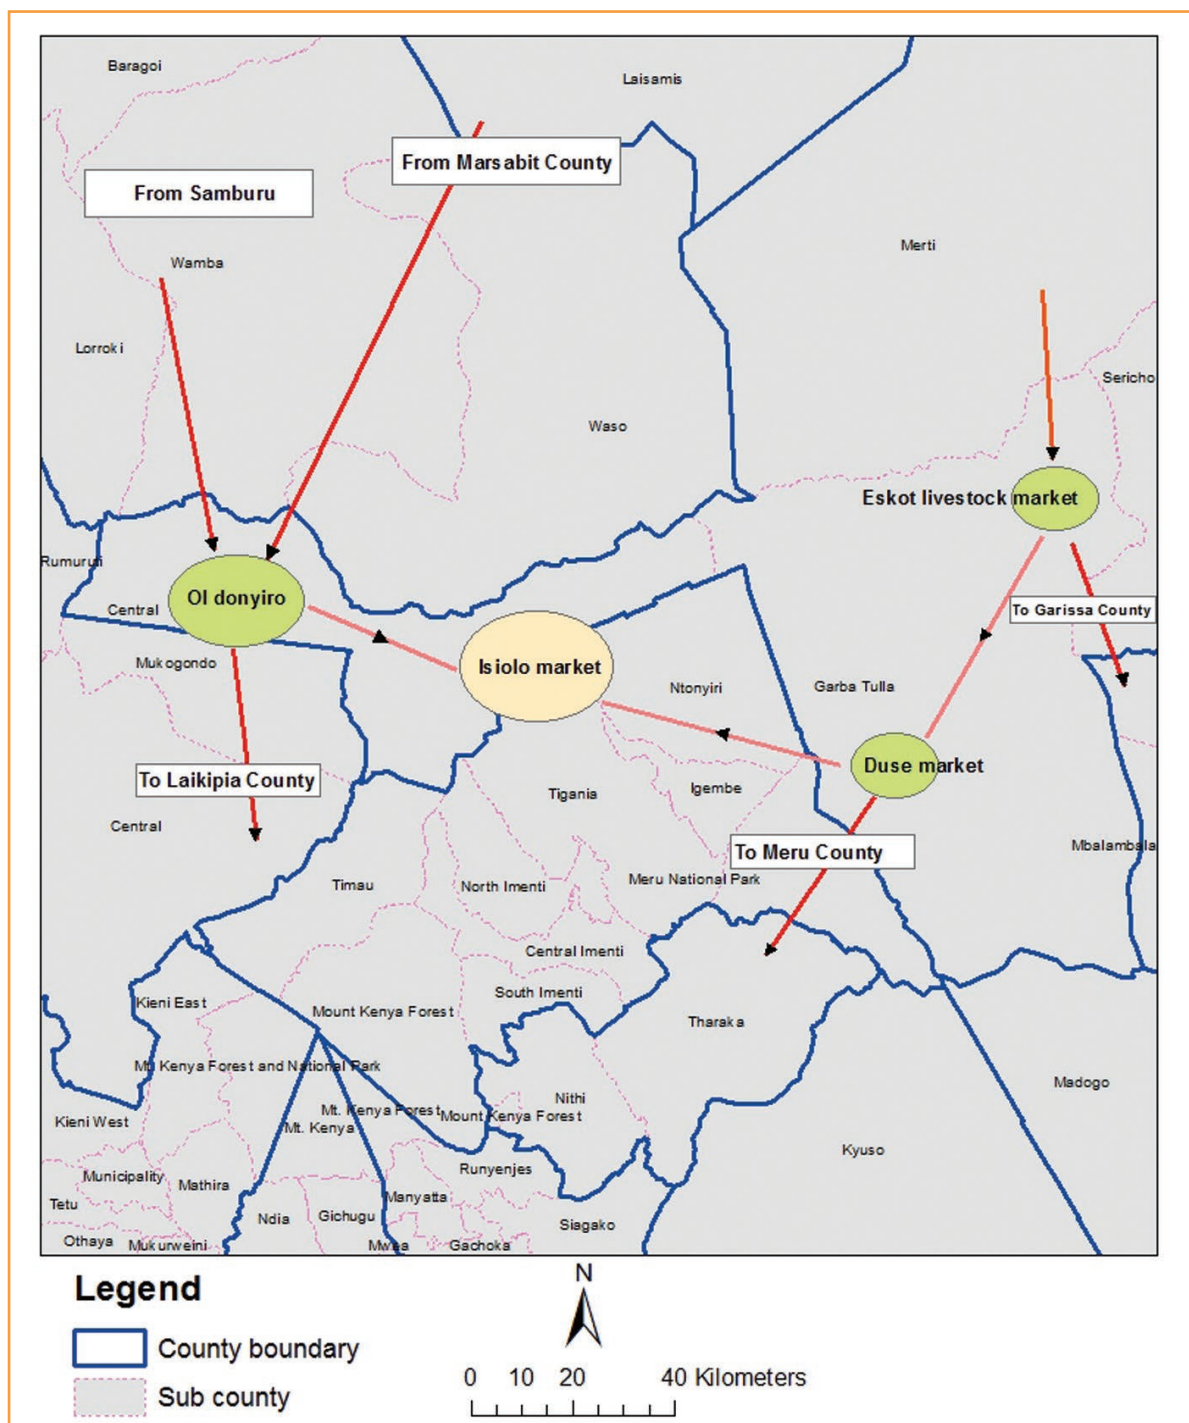 Baragoi
Laisamis
From Marsabit County
From Samburu
Merti
Wamba
Lorroki
Sericho
Waso
Eskot livestock market
Rumuruti
Ol donyiro
Central
To Garissa County
Mukogondo
Isiolo market
Ntonyiri
Garba Tulla
Duse market
To Laikipia County
Igembe
Tigania
Central
Mbalambala
To Meru County
Timau
North Imenti
Meru National Park
Central Imenti
South Imenti
Kieni East
Mount Kenya Forest
Tharaka
Mt. Kenya Forest and National Park
Madogo
Nithi
Mt. Kenya Forest
Mount Kenya Forest
Kieni West
Mt. Kenya
Kyuso
Runyenjes
Municipality
Mathira
Manyatta
Tetu
Ndia
Gichugu
Siagako
Othaya
Mukurweini
Mwea
Gachoka
Legend
N
County boundary
Sub county
0 10 20 40 Kilometers